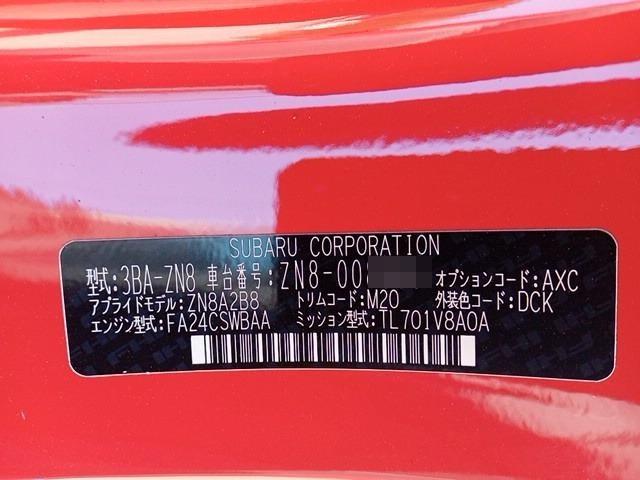 SUBARU CORPORATION
型式:3BA-ZN8 車台番号:ZN8-00 オプションコード:AXC
アプライドモデル:ZN8A2B8 トリムコード:M20 外装色コード:DCK
エンジン型式:FA24CSWBAA ミッション型式:TL701V8A0A